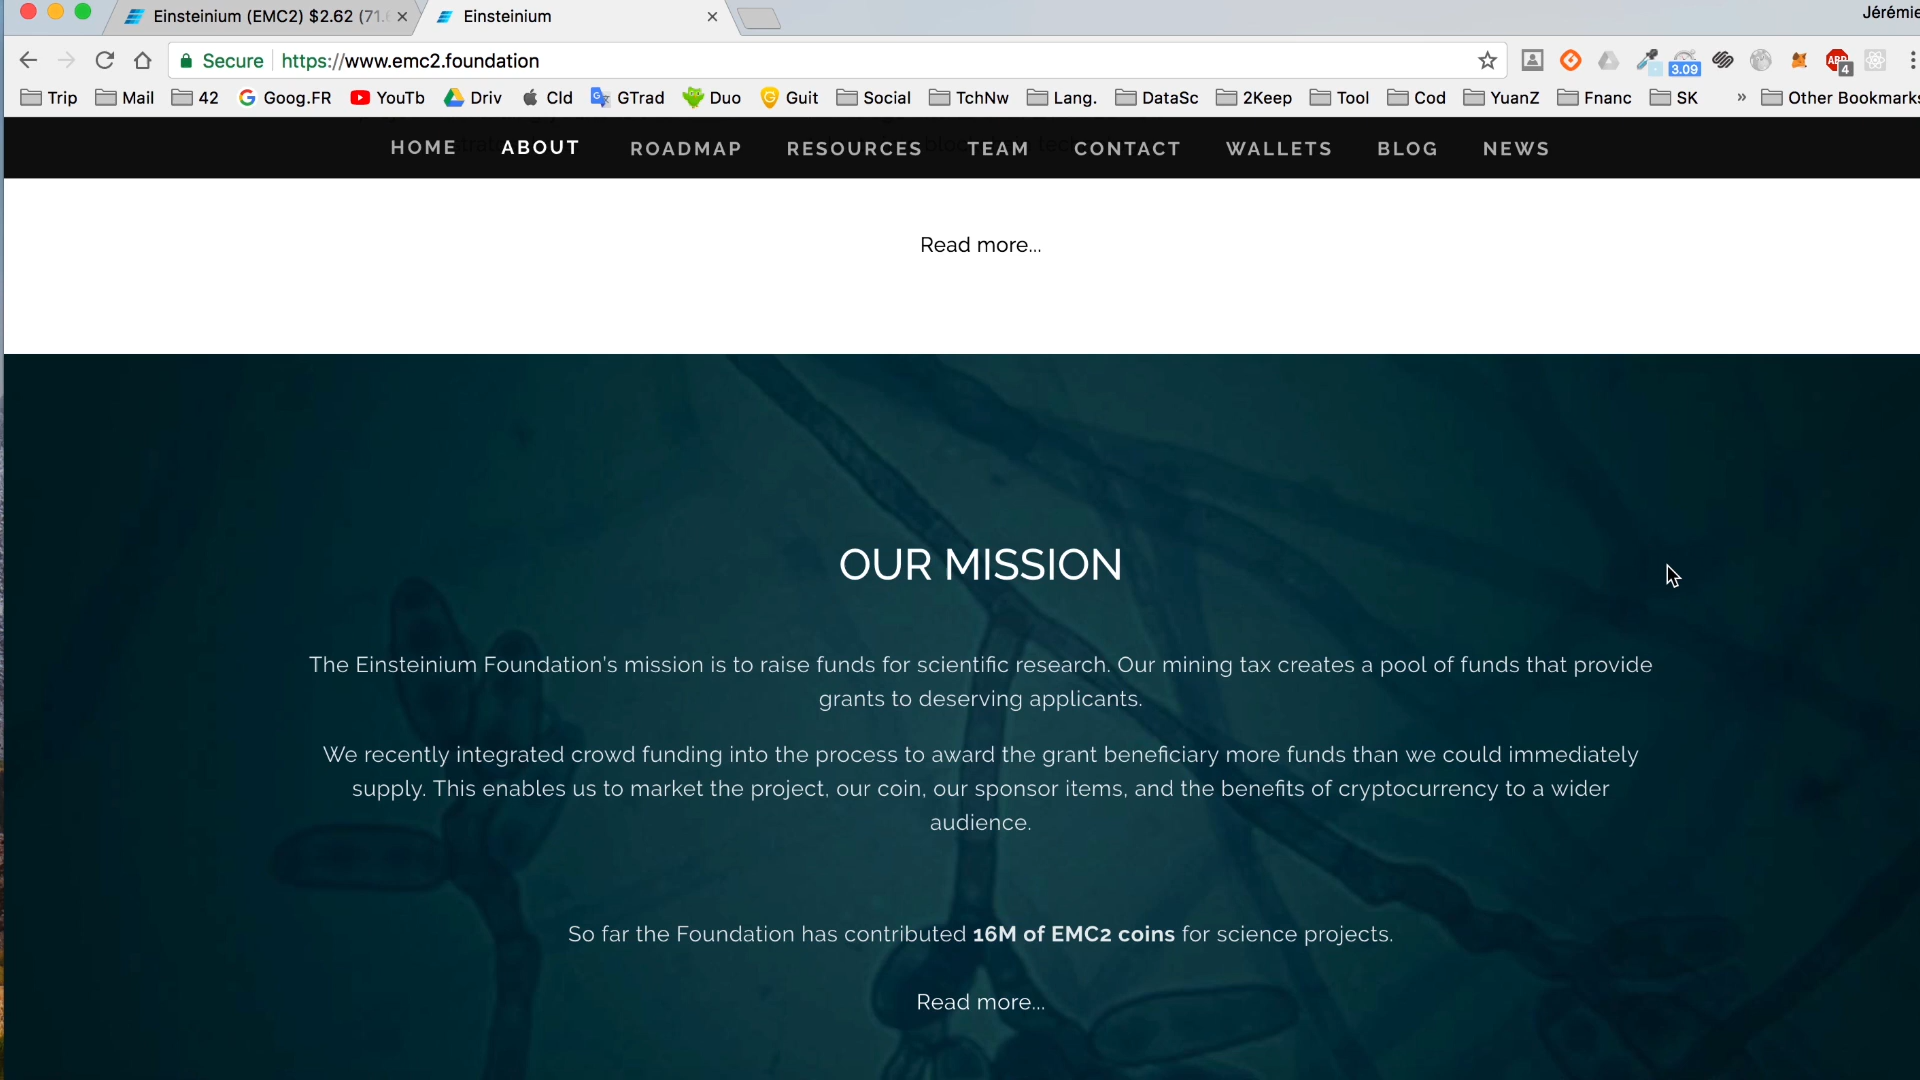 Einsteinium (EMC2) $2.62 (71.
Einsteinium
Jérémie
Secure https://www.emc2.foundation
3.09
ABP
4
Trip Mail 42 Goog.FR YouTb Driv Cld GTrad Duo Guit Social TchNw Lang. DataSc 2Keep Tool Cod YuanZ Fnanc SK » Other Bookmarks
HOME ABOUT ROADMAP RESOURCES TEAM CONTACT WALLETS BLOG NEWS
Read more...
OUR MISSION
The Einsteinium Foundation's mission is to raise funds for scientific research. Our mining tax creates a pool of funds that provide
grants to deserving applicants.
We recently integrated crowd funding into the process to award the grant beneficiary more funds than we could immediately
supply. This enables us to market the project, our coin, our sponsor items, and the benefits of cryptocurrency to a wider
audience.
So far the Foundation has contributed 16M of EMC2 coins for science projects.
Read more...